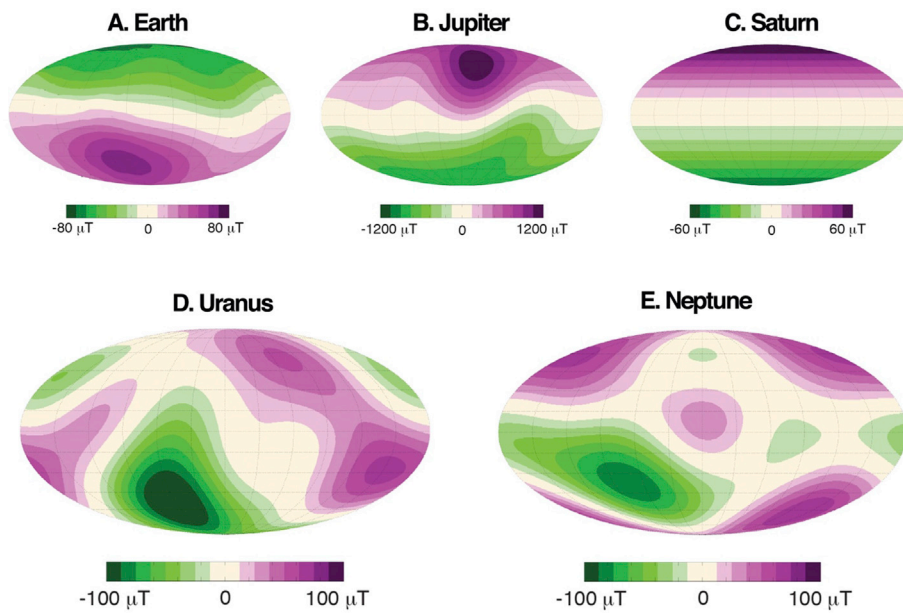 A. Earth
B. Jupiter
C. Saturn
-80 μT 0 80 μT
-1200 μT 0 1200 μT
-60 μT 0 60 μT
D. Uranus
E. Neptune
-100 μT 0 100 μT
-100 μT 0 100 μT